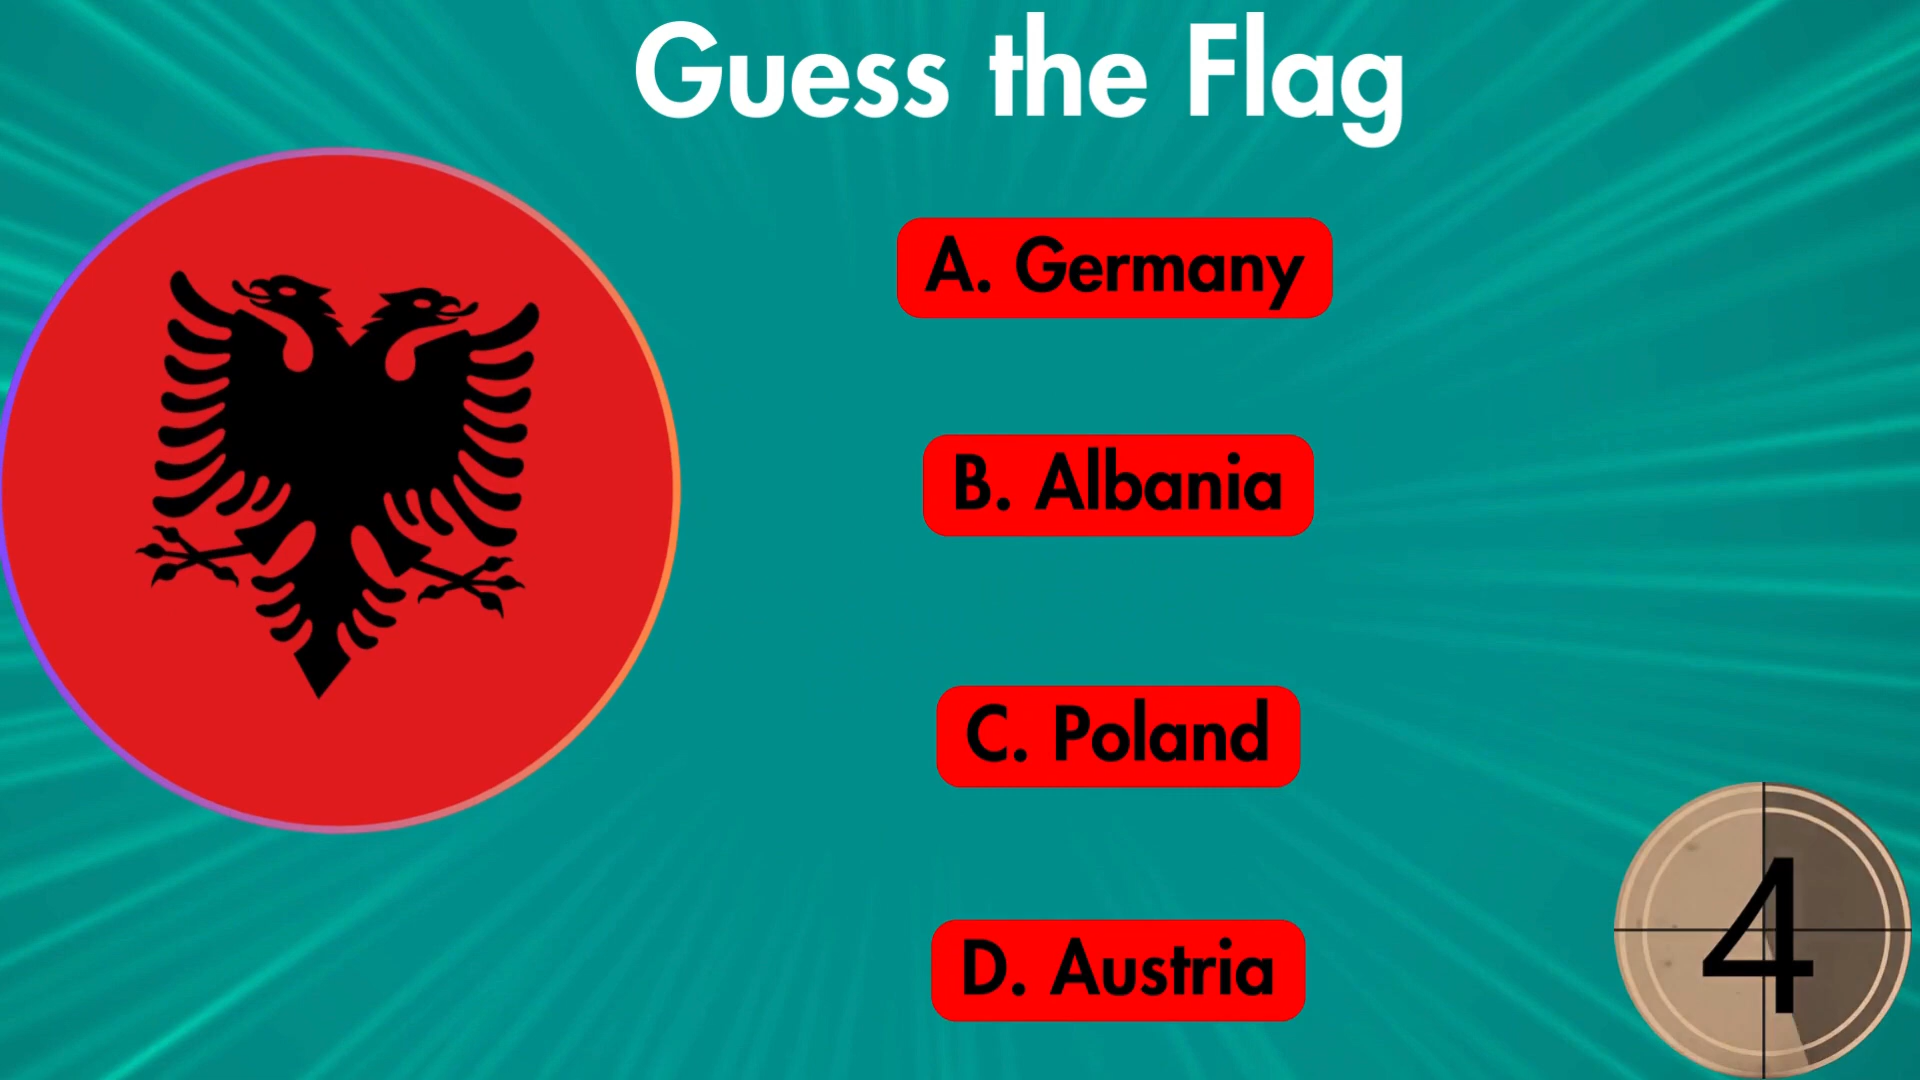 Guess the Flag
A. Germany
B. Albania
C. Poland
D. Austria
4